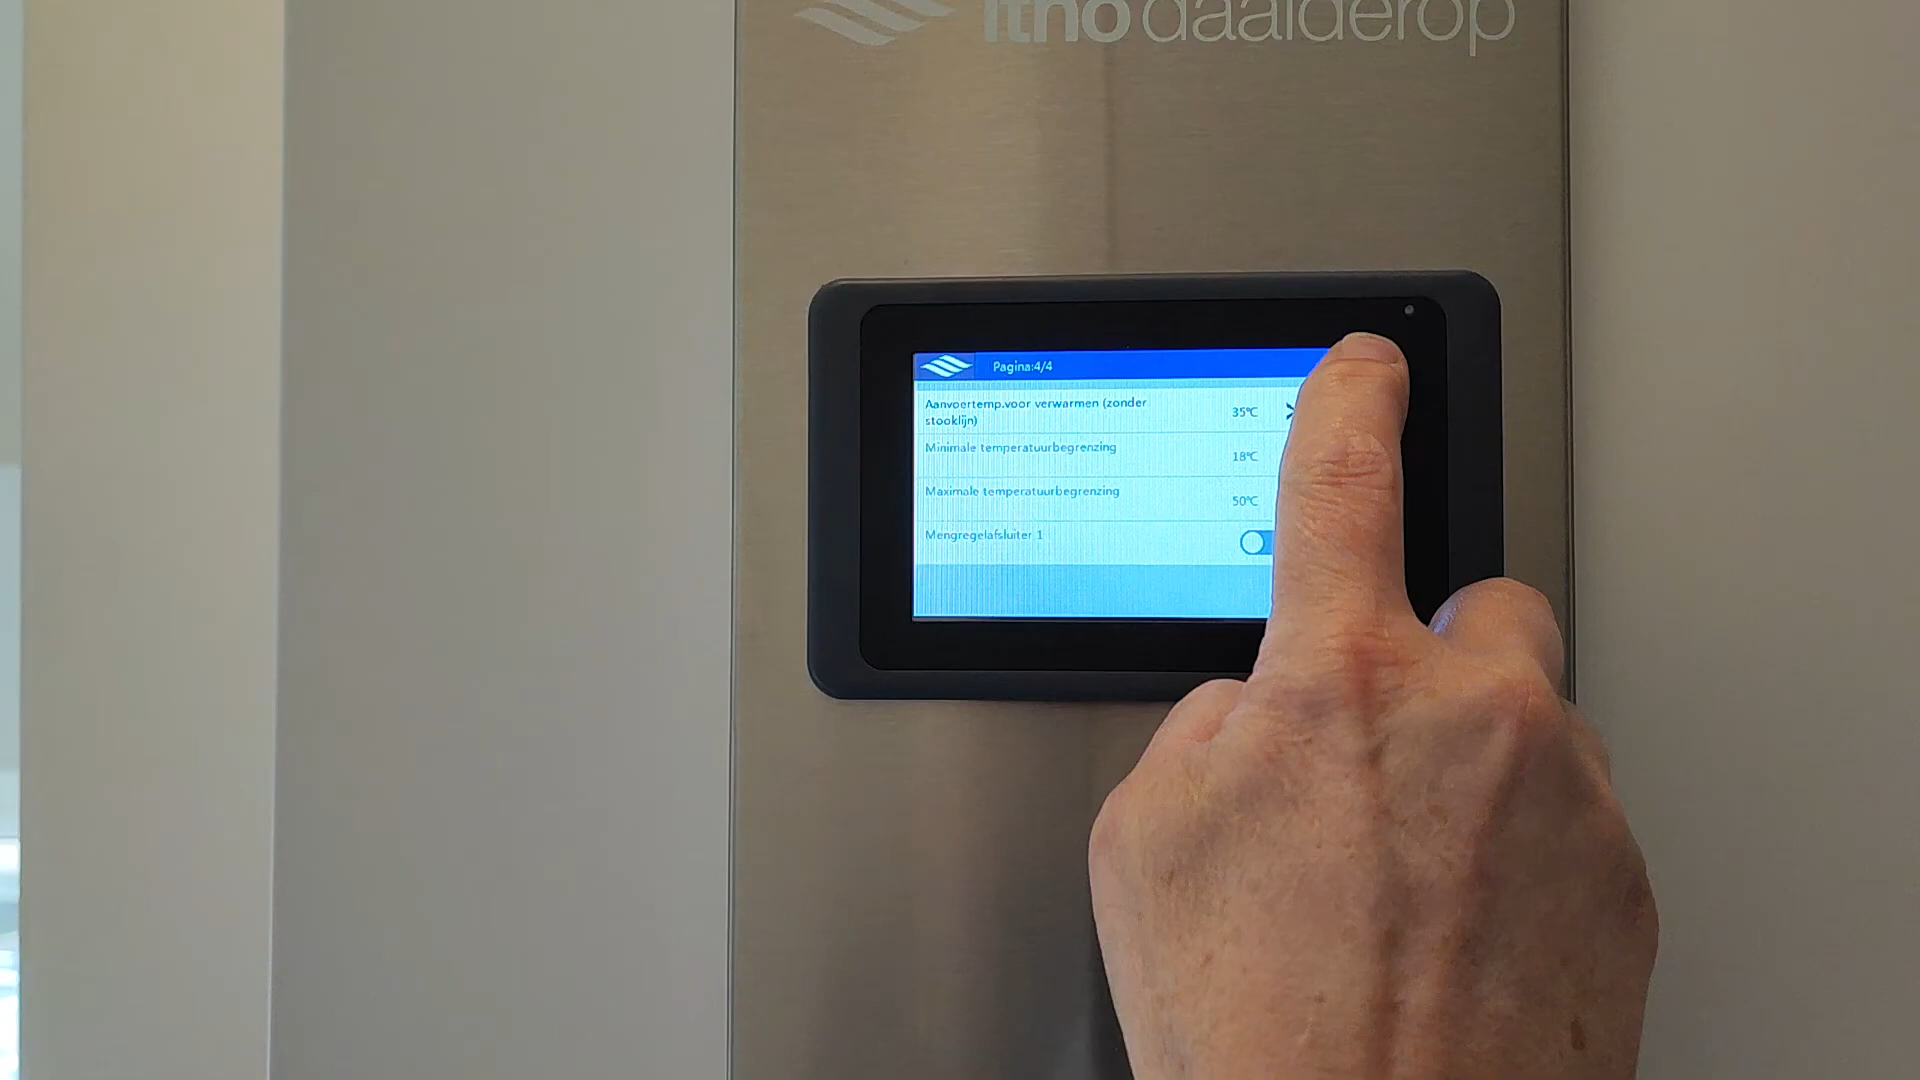 itho daalderop
Pagina:4/4
Aanvoertemp.voor verwarmen (zonder
stooklijn)
35℃
>
Minimale temperatuurbegrenzing
18℃
Maximale temperatuurbegrenzing
50℃
Mengregelafsluiter 1